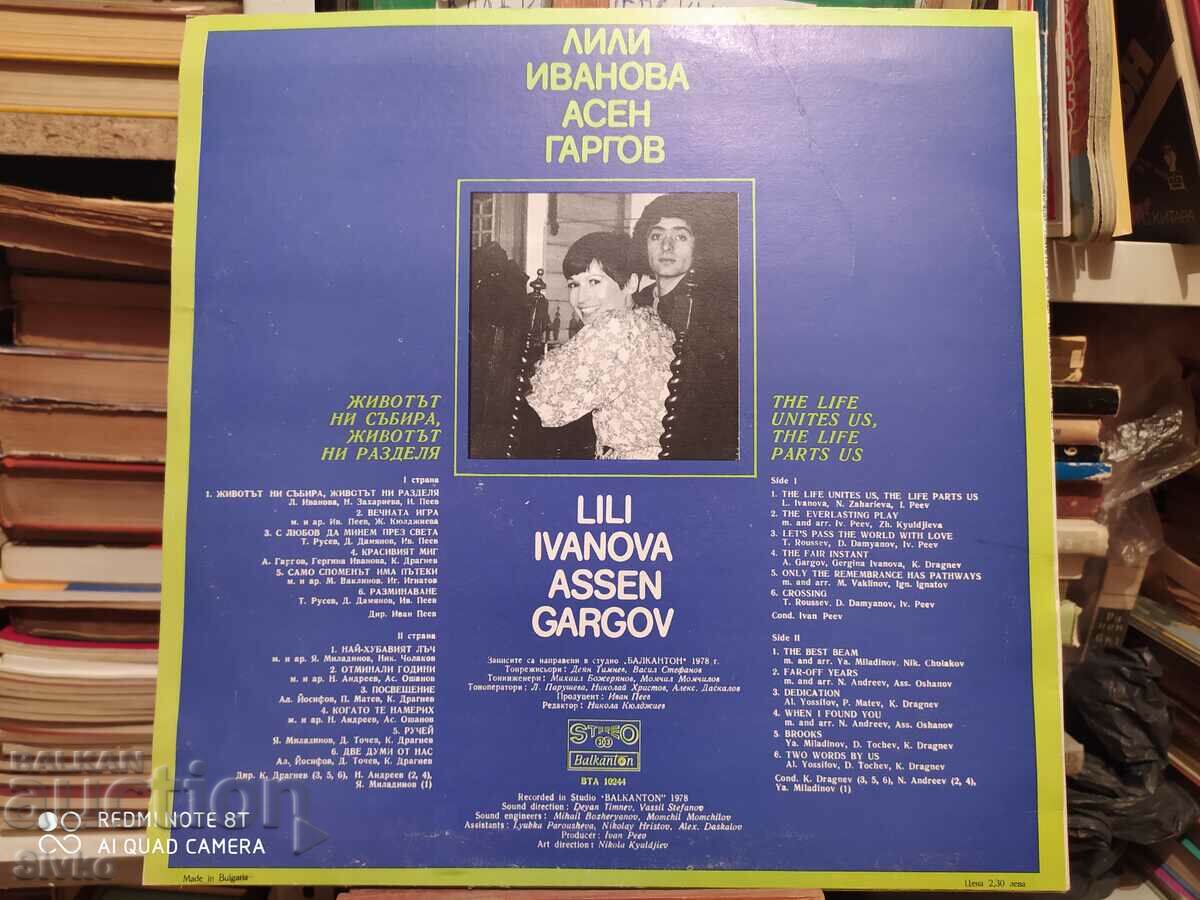 ЛИЛИ
ИВАНОВА
АСЕН
ГАРГОВ
ЖИВОТЪТ
НИ СЪБИРА,
ЖИВОТЪТ
НИ РАЗДЕЛЯ
THE LIFE
UNITES US,
THE LIFE
PARTS US
I страна
1. ЖИВОТЪТ НИ СЪБИРА, ЖИВОТЪТ НИ РАЗДЕЛЯ
Л. Иванова, Н. Захариева, И. Пеев
2. ВЕЧНАТА ИГРА
м. и ар. Ив. Пеев, Ж. Кюлджиева
3. С ЛЮБОВ ДА МИНЕМ ПРЕЗ СВЕТА
Т. Русев, Д. Дамянов, Ив. Пеев
4. КРАСИВИЯТ МИГ
А. Гаргов, Гергина Иванова, К. Драгнев
5. САМО СПОМЕНЪТ ИМА ПЪТЕКИ
м. и ар. М. Ваклинов, Иг. Игнатов
6. РАЗМИНАВАНЕ
Т. Русев, Д. Дамянов, Ив. Пеев
Дир. Иван Пеев
II страна
1. НАЙ-ХУБАВИЯТ ЛЪЧ
м. и ар. Я. Миладинов, Ник. Чолаков
2. ОТМИНАЛИ ГОДИНИ
м. и ар. Н. Андреев, Ас. Ошанов
3. ПОСВЕЩЕНИЕ
Ал. Йосифов, П. Матев, К. Драгнев
4. КОГАТО ТЕ НАМЕРИХ
м. и ар. Н. Андреев, Ас. Ошанов
5. РУЧЕЙ
Я. Миладинов, Д. Точев, К. Драгнев
6. ДВЕ ДУМИ ОТ НАС
Ал, Йосифов, Д. Точев, К. Драгнев
Дир. К. Драгнев (3, 5, 6), Н. Андреев (2, 4),
Я. Миладинов (1)
LILI
IVANOVA
ASSEN
GARGOV
Записите са направени в студио „БАЛКАНТОН" 1978 г.
Тонрежисьори: Деян Тимнев, Васил Стефанов
Тонинженери: Михаил Божерянов, Момчил Момчилов
Тоноператори: Л. Парушева, Николай Христов, Алекс. Даскалов
Продуцент: Иван Пеев
Редактор: Никола Кюлджиев
STEREO
33
Balkanton
ВТА 10244
Recorded in Studio "BALKANTON" 1978
Sound direction: Deyan Timnev, Vassil Stefanov
Sound engineers: Mihail Bozheryanov, Momchil Momchilov
Assistants: Lyubka Parousheva, Nikolay Hristov, Alex. Daskalov
Producer: Ivan Peev
Art direction: Nikola Kyuldjiev
Side I
1. THE LIFE UNITES US, THE LIFE PARTS US
L. Ivanova, N. Zaharieva, I. Peev
2. THE EVERLASTING PLAY
m. and arr. Iv. Peev, Zh. Kyuldjieva
3. LET'S PASS THE WORLD WITH LOVE
T. Roussev, D. Damyanov, Iv. Peev
4. THE FAIR INSTANT
A. Gargov, Gergina Ivanova, K. Dragnev
5. ONLY THE REMEMBRANCE HAS PATHWAYS
m. and arr. M. Vaklinov, Ign. Ignatov
6. CROSSING
T. Roussev. D. Damyanov, Iv. Peev
Cond. Ivan Peev
Side II
1. THE BEST BEAM
m. and arr. Ya. Miladinov. Nik. Cholakov
2. FAR-OFF YEARS
m. and arr. N. Andreev, Ass. Oshanov
3. DEDICATION
Al. Yossifov, P. Matev, K. Dragnev
4. WHEN I FOUND YOU
m. and arr. N. Andreev, Ass. Oshanov
5. BROOKS
Ya. Miladinov, D. Tochev, K. Dragnev
6. TWO WORDS BY US
Al. Yossifov, D. Tochev, K. Dragnev
Cond. K. Dragnev (3, 5, 6), N. Andreev (2, 4),
Ya. Miladinov (1)
Made in Bulgaria
Цена 2,30 лева
BALKAN
auction
sivko
REDMI NOTE 8T
AI QUAD CAMERA